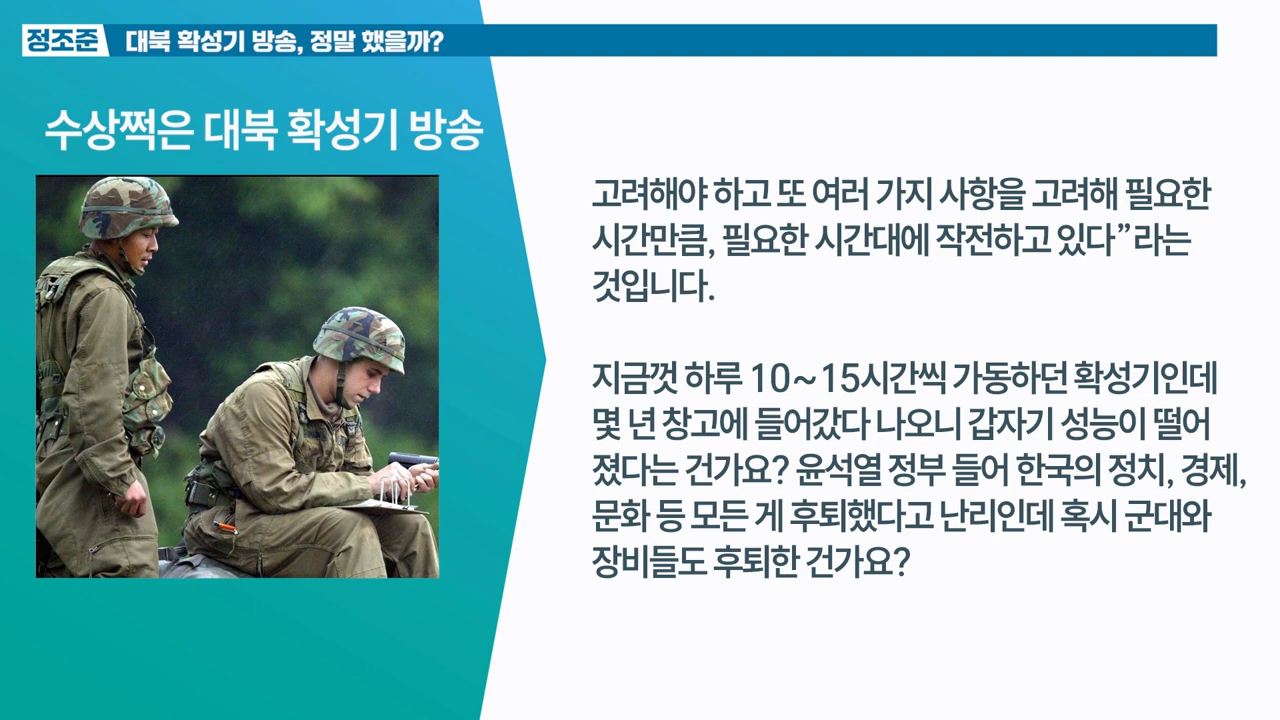 정조준 대북 확성기 방송, 정말 했을까?
수상쩍은 대북 확성기 방송
고려해야 하고 또 여러 가지 사항을 고려해 필요한
시간만큼, 필요한 시간대에 작전하고 있다”라는
것입니다.
지금껏 하루 10~15시간씩 가동하던 확성기인데
몇 년 창고에 들어갔다 나오니 갑자기 성능이 떨어
졌다는 건가요? 윤석열 정부 들어 한국의 정치, 경제,
문화 등 모든 게 후퇴했다고 난리인데 혹시 군대와
장비들도 후퇴한 건가요?